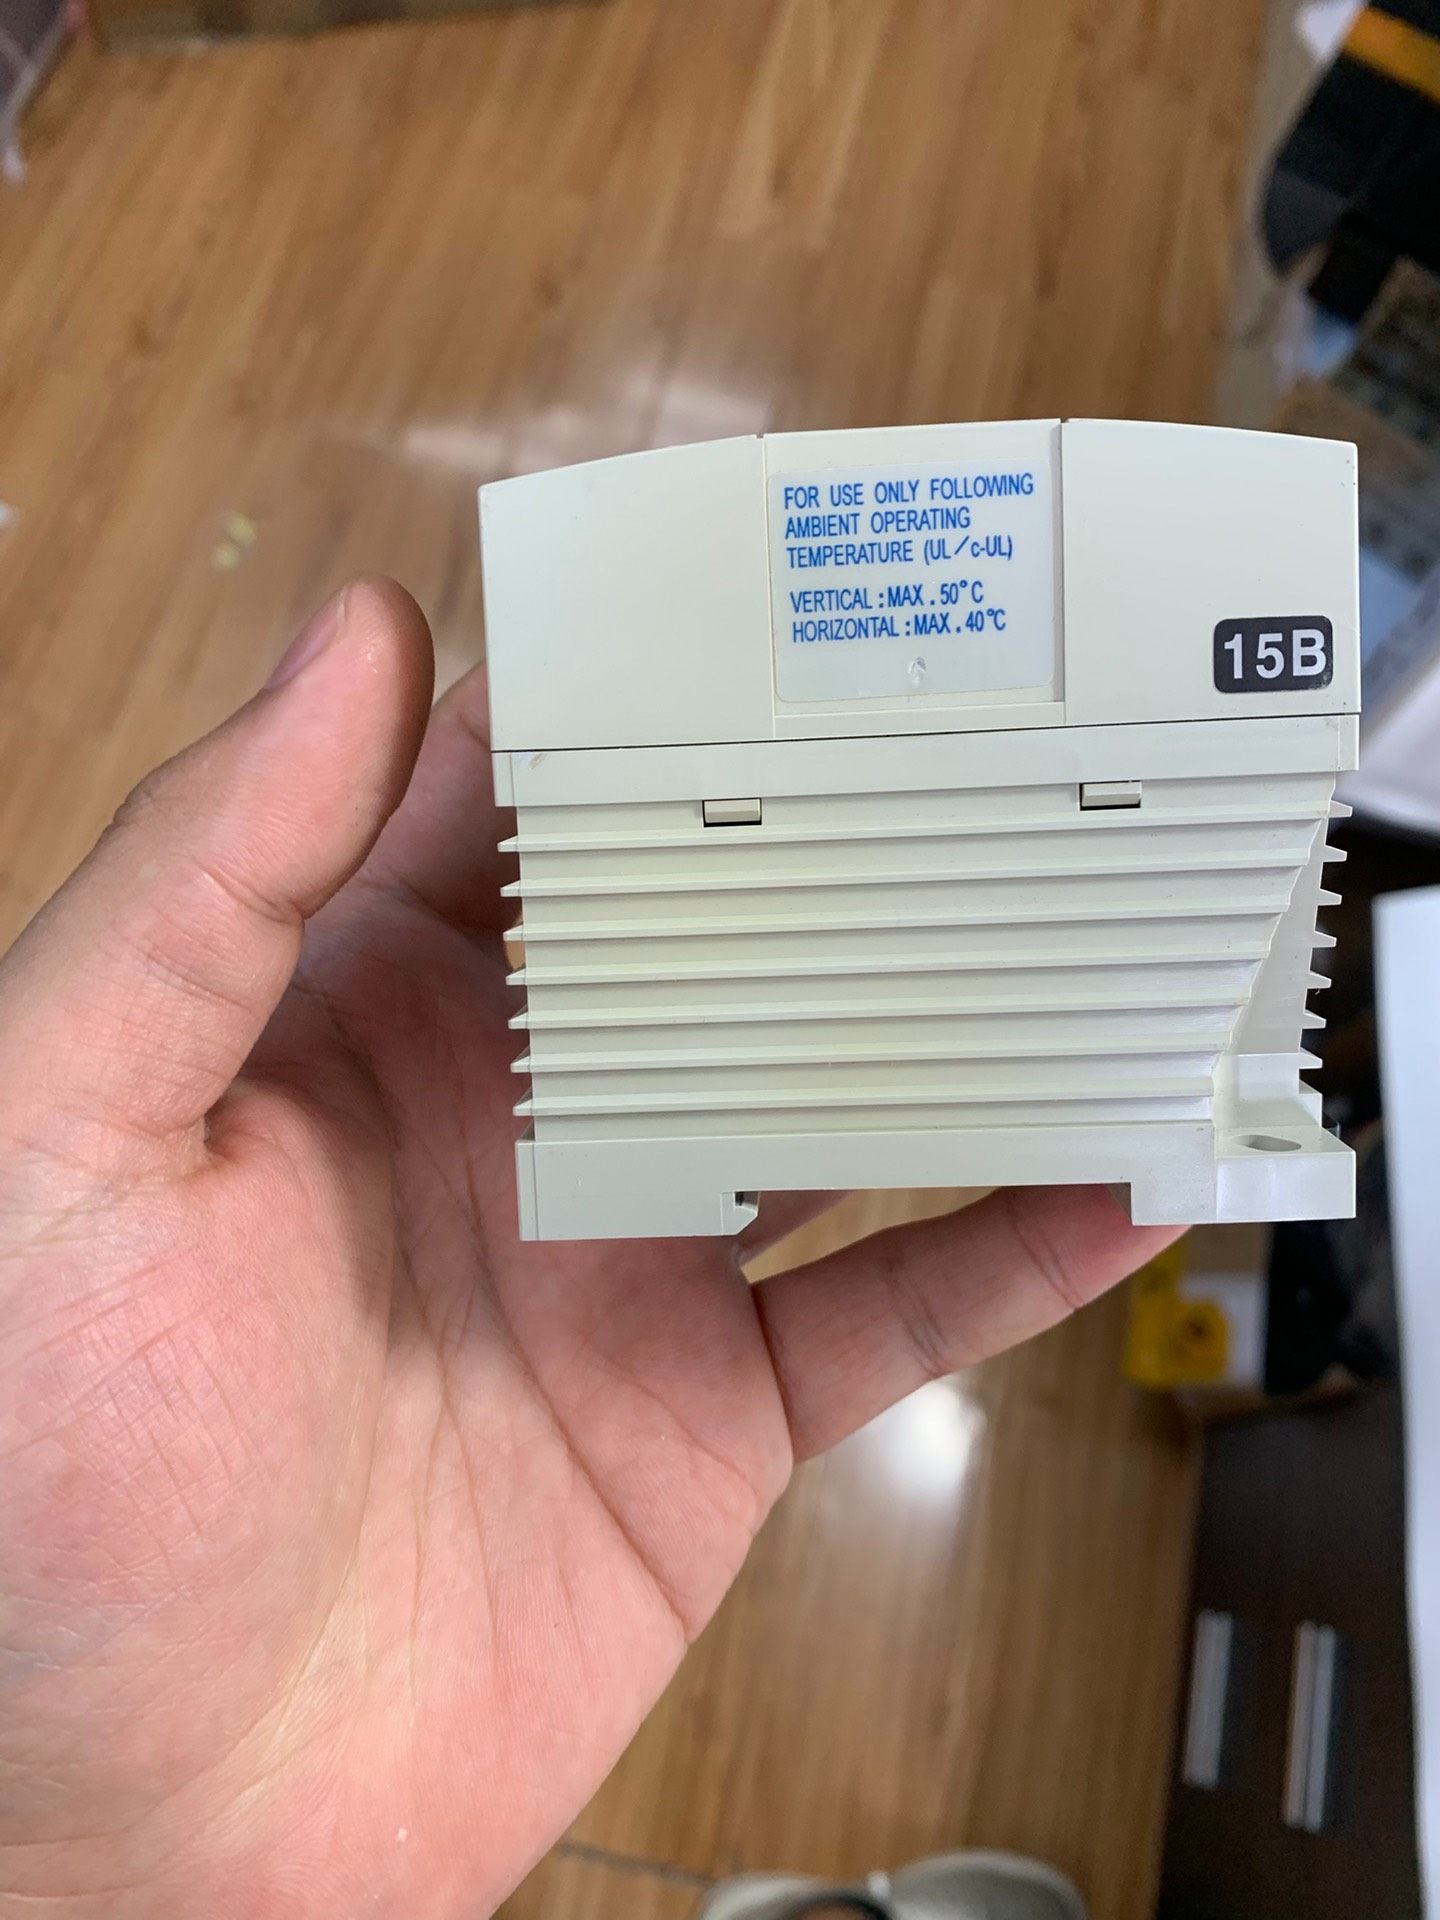 FOR USE ONLY FOLLOWING
AMBIENT OPERATING
TEMPERATURE (UL/c-UL)
VERTICAL : MAX . 50°C
HORIZONTAL : MAX . 40°C
15B